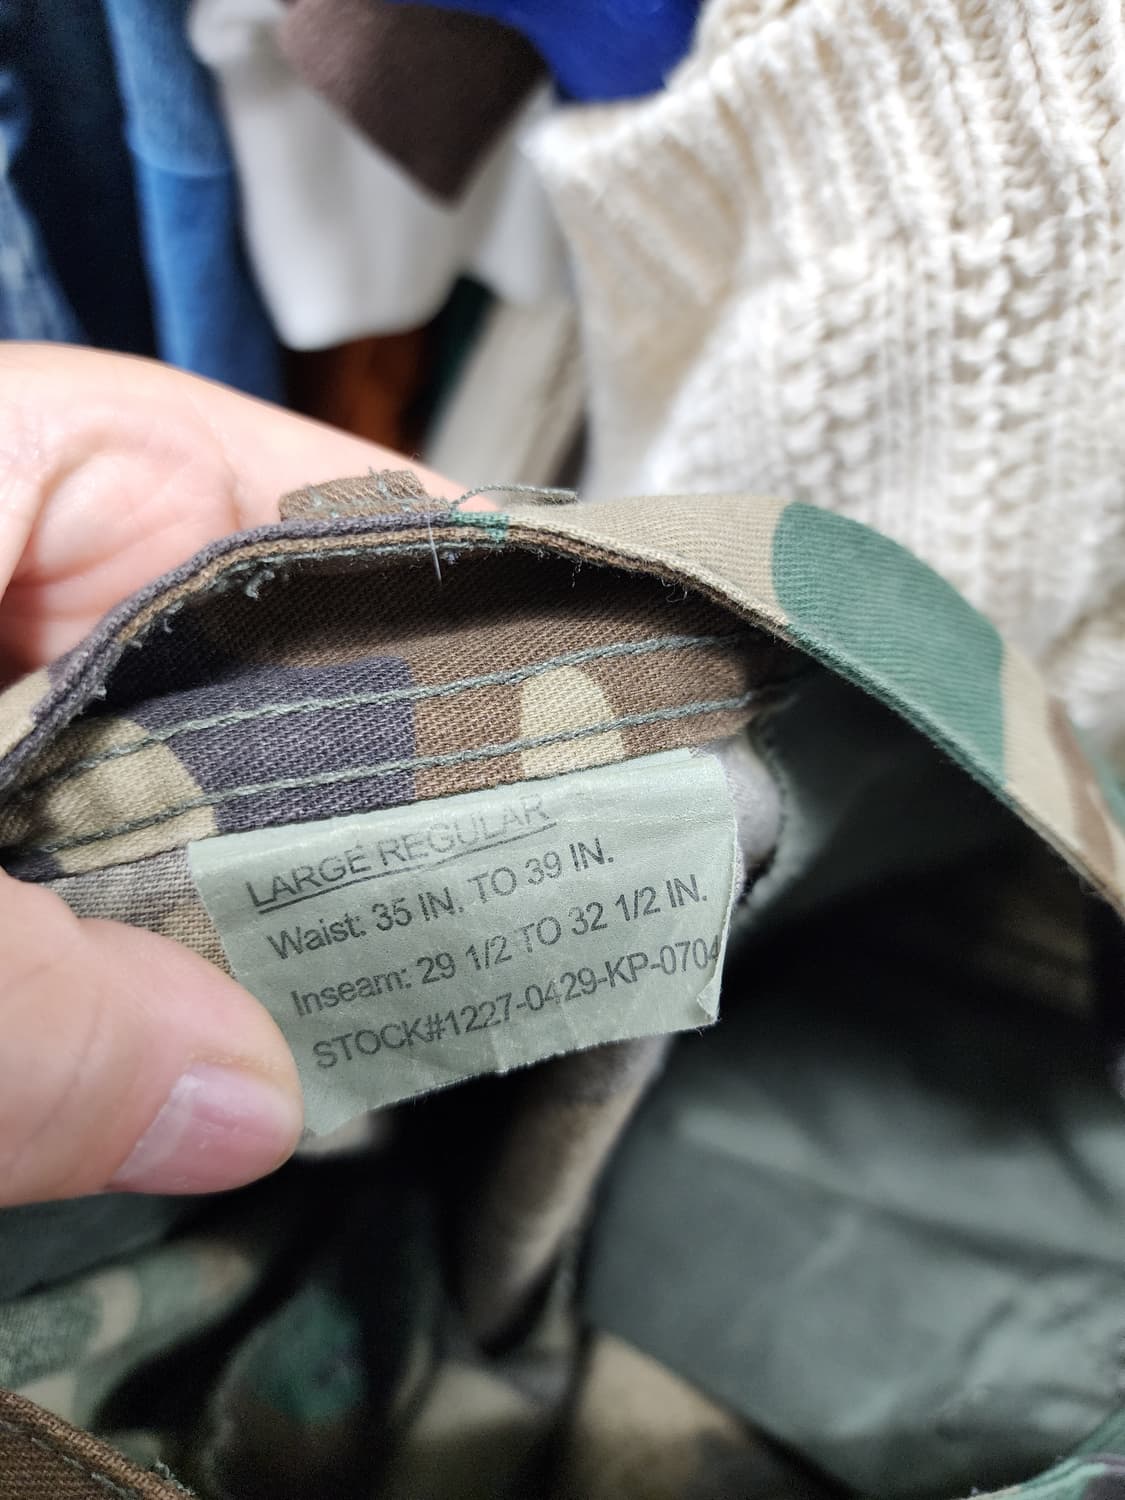 LARGE REGULAR
Waist: 35 IN. TO 39 IN.
Inseam: 29 1/2 TO 32 1/2 IN.
STOCK#1227-0429-KP-0704